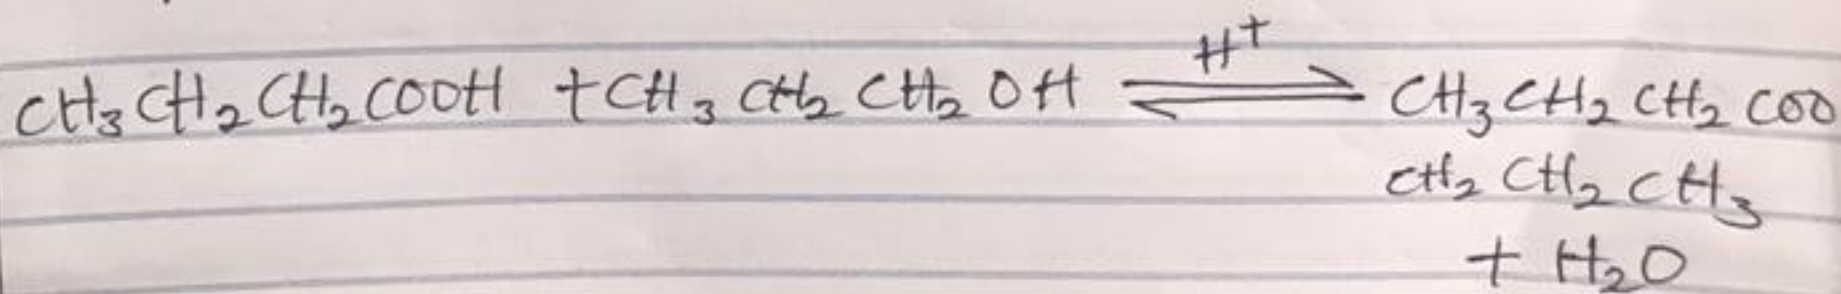 H⁺
CH₃CH₂CH₂COOH + CH₃CH₂CH₂OH ⇌ CH₃CH₂CH₂COO
CH₂CH₂CH₃
+ H₂O